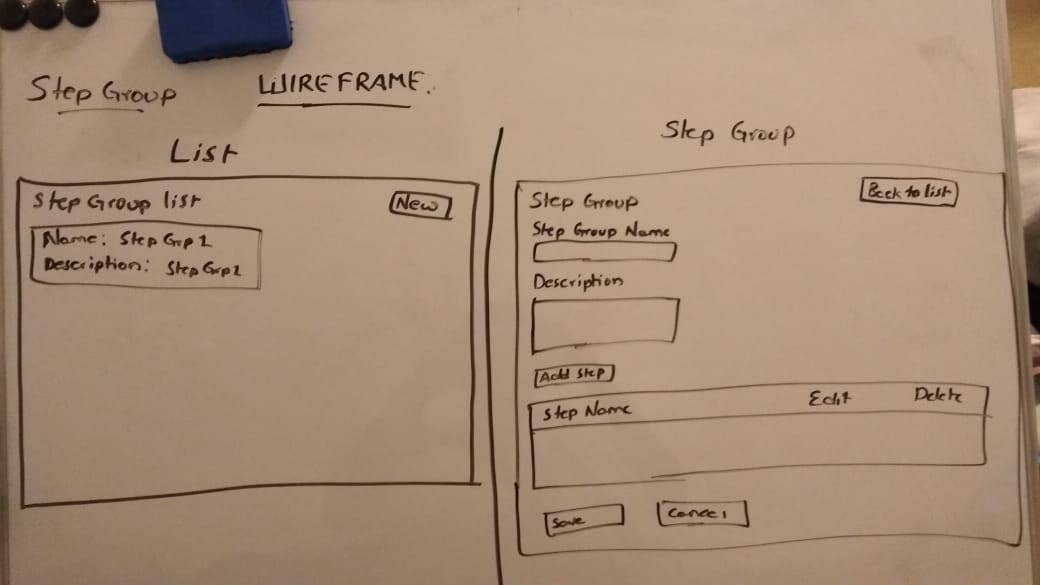 Step Group
WIREFRAME.
List
Step Group list
New
Name: Step Grp 1
Description: Step Grp 1
Step Group
Step Group
Back to list
Step Group Name
Description
Add Step
Step Name Edit Delete
Save Cancel